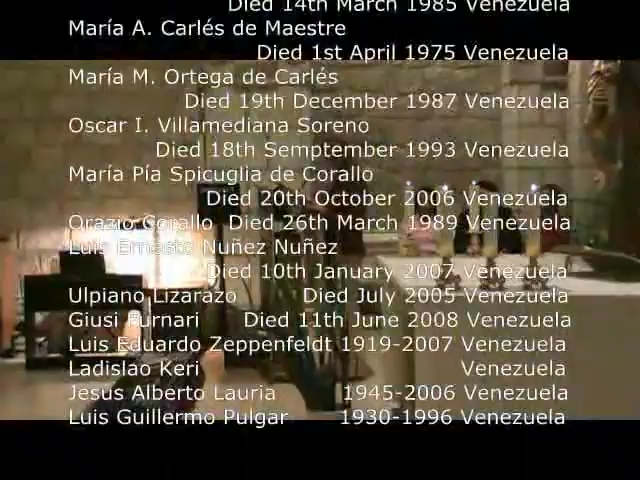 Died 14th March 1985 Venezuela
María A. Carlés de Maestre
Died 1st April 1975 Venezuela
María M. Ortega de Carlés
Died 19th December 1987 Venezuela
Oscar I. Villamediana Soreno
Died 18th Semptember 1993 Venezuela
María Pía Spicuglia de Corallo
Died 20th October 2006 Venezuela
Orazio Corallo Died 26th March 1989 Venezuela
Luis Ernesto Nuñez Nuñez
Died 10th January 2007 Venezuela
Ulpiano Lizarazo Died July 2005 Venezuela
Giusi Furnari Died 11th June 2008 Venezuela
Luis Eduardo Zeppenfeldt 1919-2007 Venezuela
Ladislao Keri Venezuela
Jesus Alberto Lauria 1945-2006 Venezuela
Luis Guillermo Pulgar 1930-1996 Venezuela